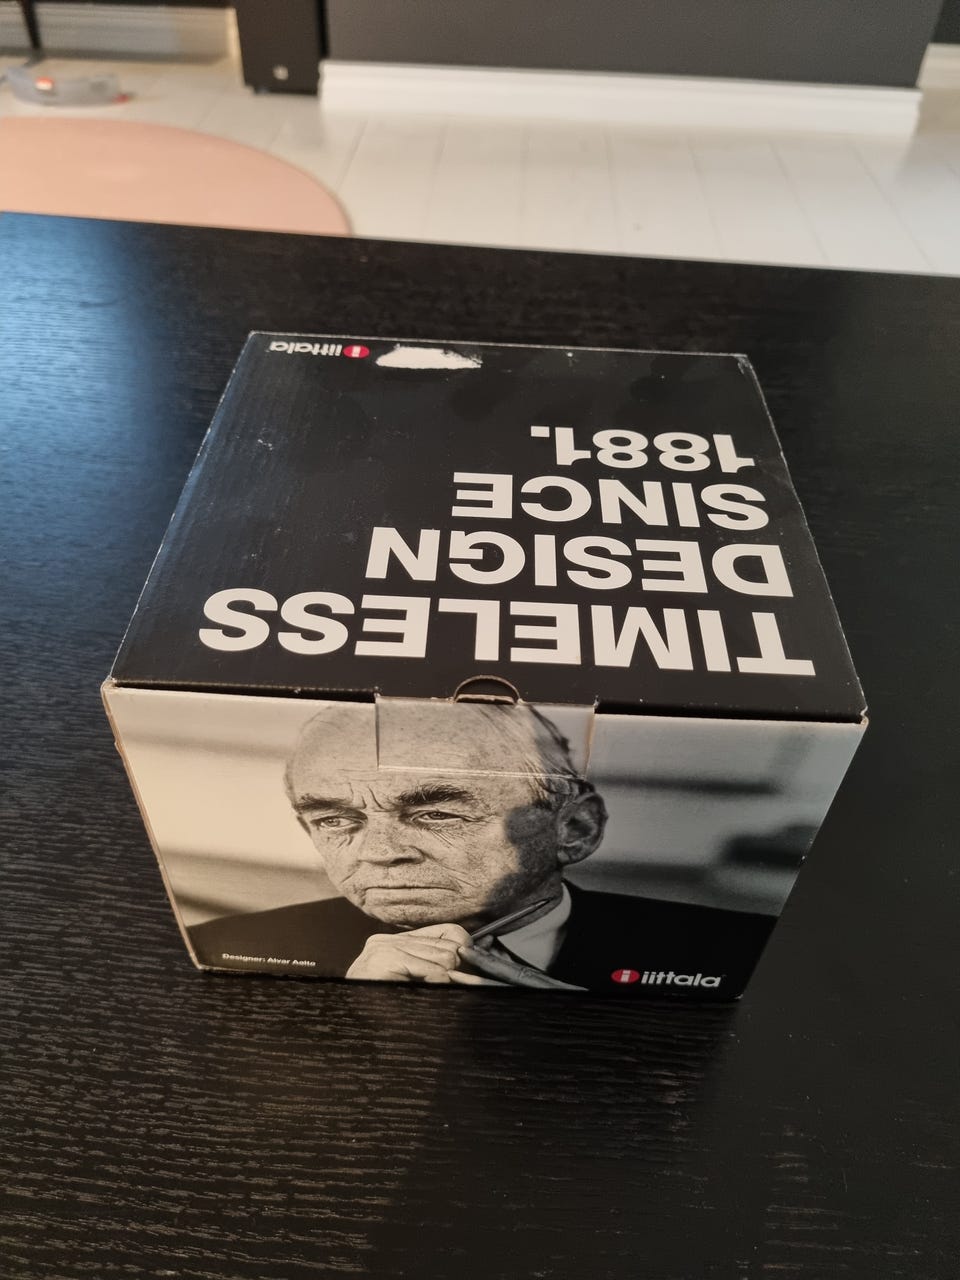 TIMELESS
DESIGN
SINCE
1881.
i iittala
Designer: Alvar Aalto
i iittala